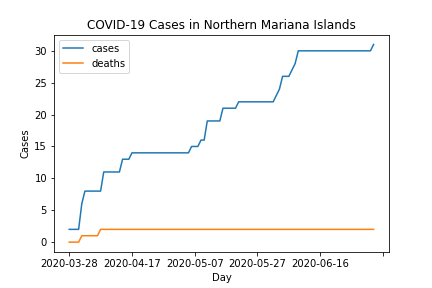 COVID-19 Cases in Northern Mariana Islands
cases
deaths
30
25
20
15
10
5
0
Cases
2020-03-28 2020-04-17 2020-05-07 2020-05-27 2020-06-16
Day